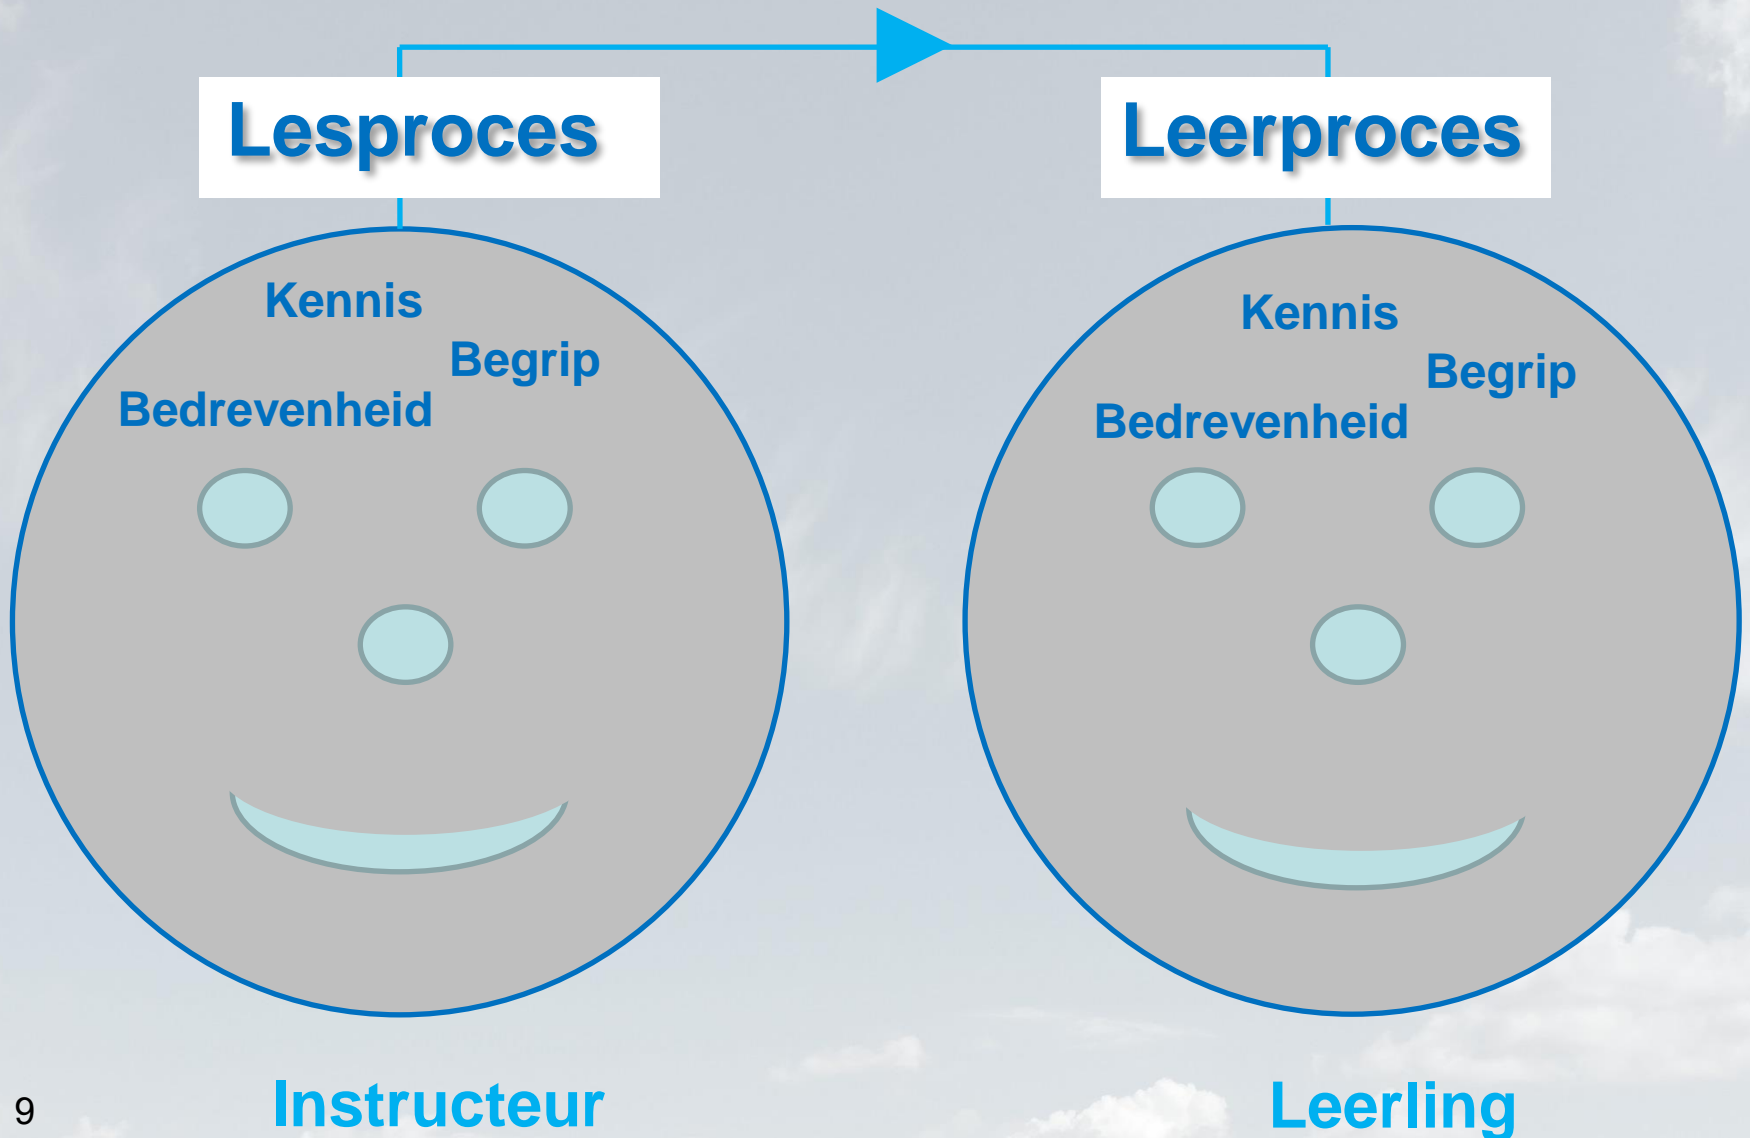 Lesproces
Leerproces
Kennis
Begrip
Bedrevenheid
Kennis
Begrip
Bedrevenheid
Instructeur
Leerling
9